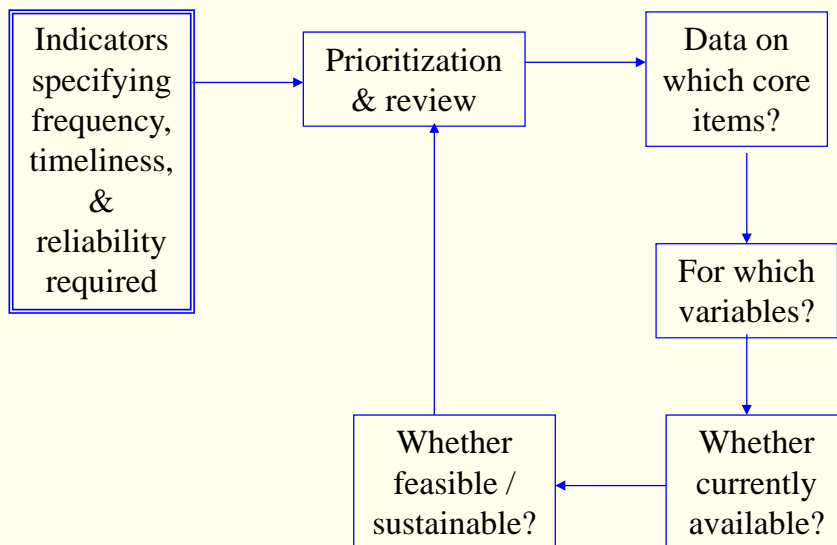 Indicators
specifying
frequency,
timeliness,
&
reliability
required
Prioritization
& review
Data on
which core
items?
For which
variables?
Whether
currently
available?
Whether
feasible /
sustainable?